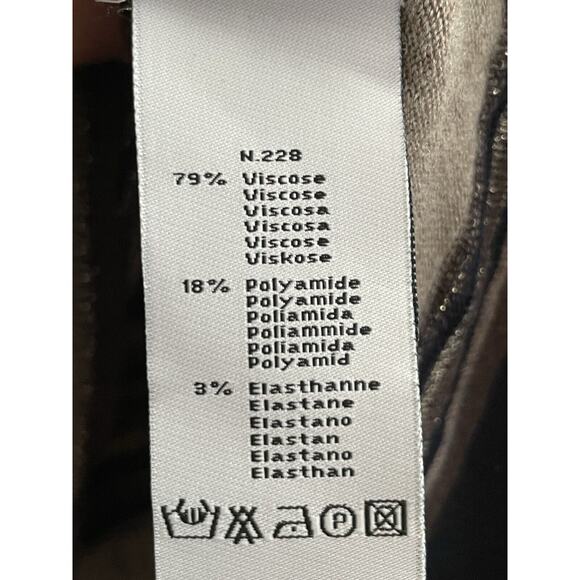 N.228
79% Viscose
Viscose
Viscosa
Viscosa
Viscose
Viskose
18% Polyamide
Polyamide
Poliamida
Poliammide
Poliamida
Polyamid
3% Elasthanne
Elastane
Elastano
Elastan
Elastano
Elasthan
P